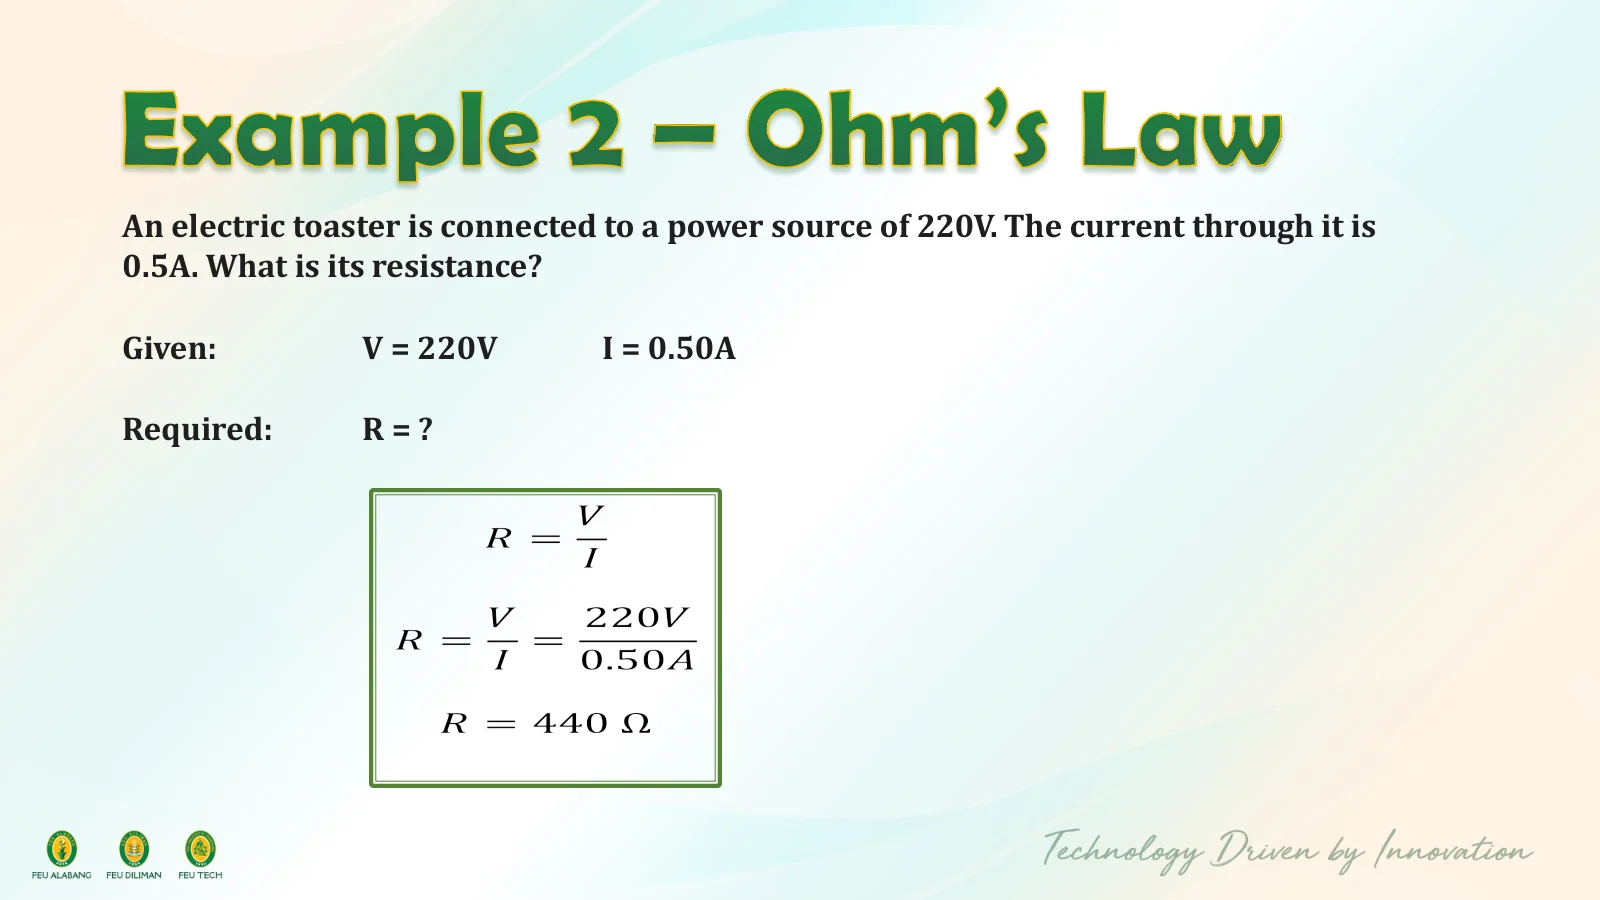 Example 2 – Ohm's Law
An electric toaster is connected to a power source of 220V. The current through it is
0.5A. What is its resistance?
Given: V = 220V I = 0.50A
Required: R = ?
R = V/I
R = V/I = 220V/0.50A
R = 440 Ω
FEU ALABANG FEU DILIMAN FEU TECH
Technology Driven by Innovation